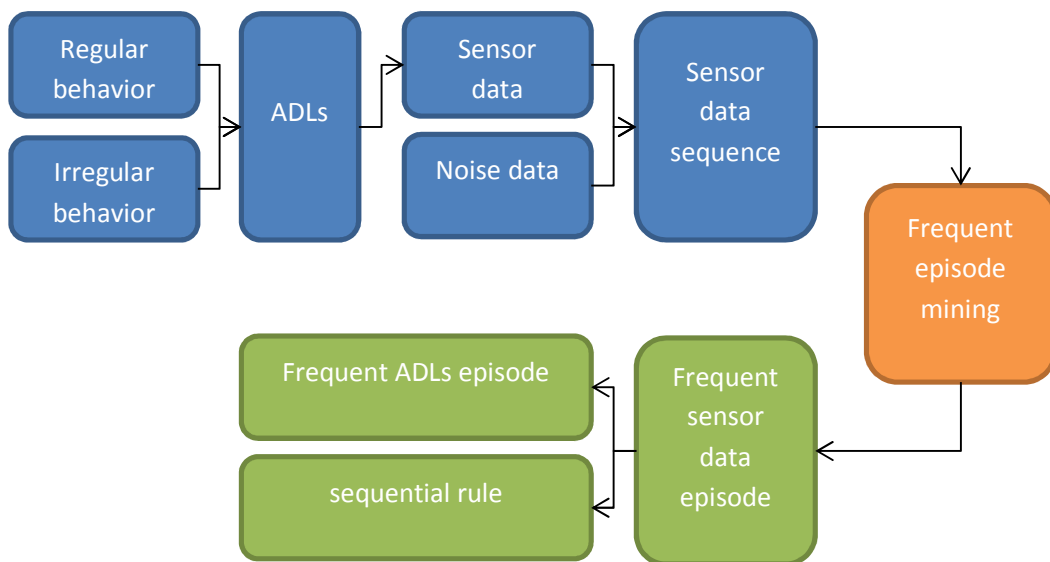 Regular
behavior
Irregular
behavior
ADLs
Sensor
data
Noise data
Sensor
data
sequence
Frequent
episode
mining
Frequent
sensor
data
episode
Frequent ADLs episode
sequential rule